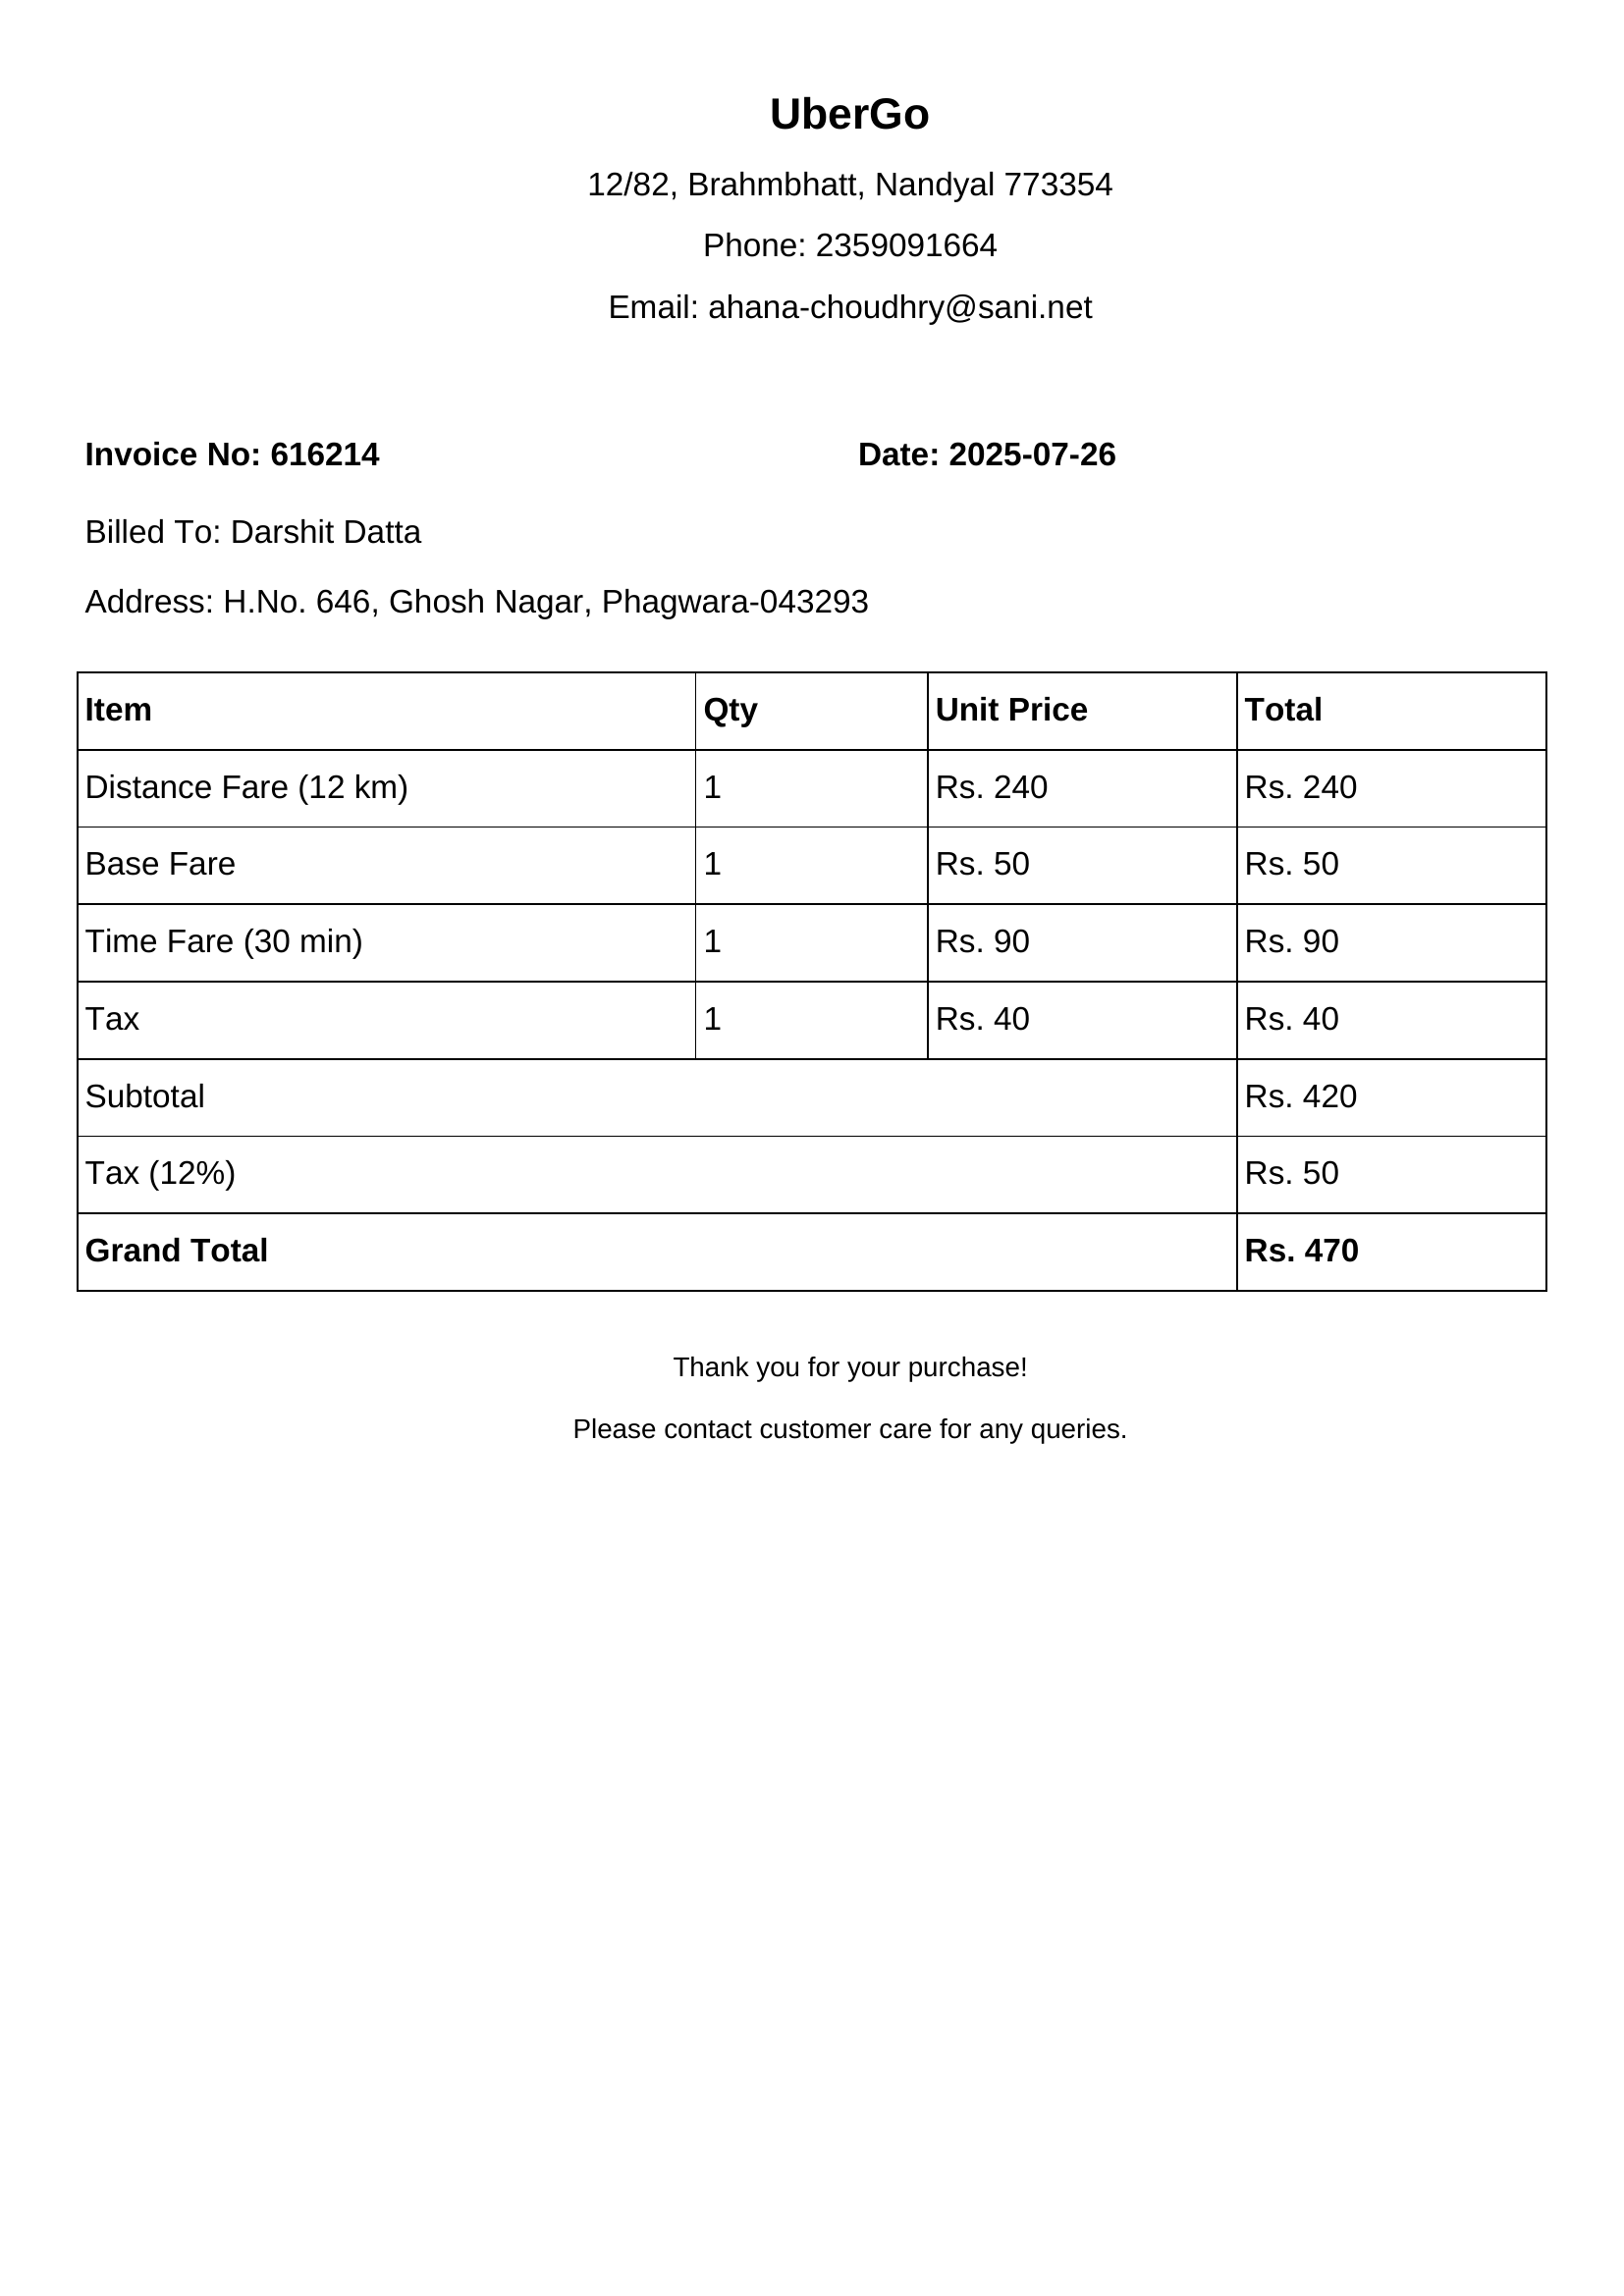 UberGo
12/82, Brahmbhatt, Nandyal 773354
Phone: 2359091664
Email: ahana-choudhry@sani.net
Invoice No: 616214 Date: 2025-07-26
Billed To: Darshit Datta
Address: H.No. 646, Ghosh Nagar, Phagwara-043293
Item Qty Unit Price Total
Distance Fare (12 km) 1 Rs. 240 Rs. 240
Base Fare 1 Rs. 50 Rs. 50
Time Fare (30 min) 1 Rs. 90 Rs. 90
Tax 1 Rs. 40 Rs. 40
Subtotal Rs. 420
Tax (12%) Rs. 50
Grand Total Rs. 470
Thank you for your purchase!
Please contact customer care for any queries.